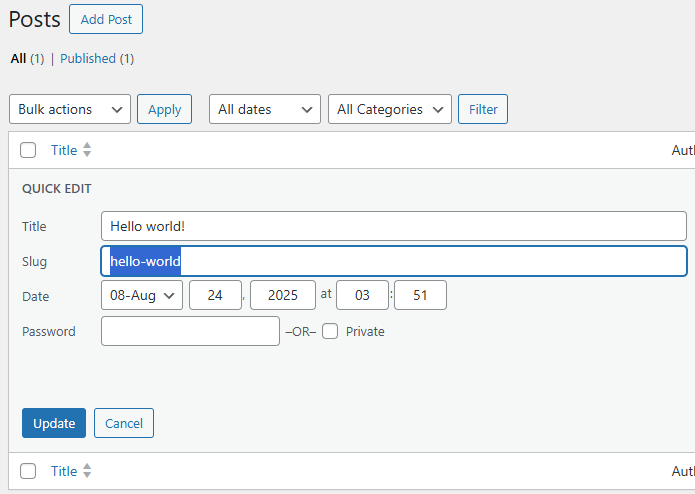 Posts Add Post
All (1) | Published (1)
Bulk actions Apply All dates All Categories Filter
Title Aut
QUICK EDIT
Title Hello world!
Slug hello-world
Date 08-Aug 24 , 2025 at 03 : 51
Password –OR– Private
Update Cancel
Title Aut